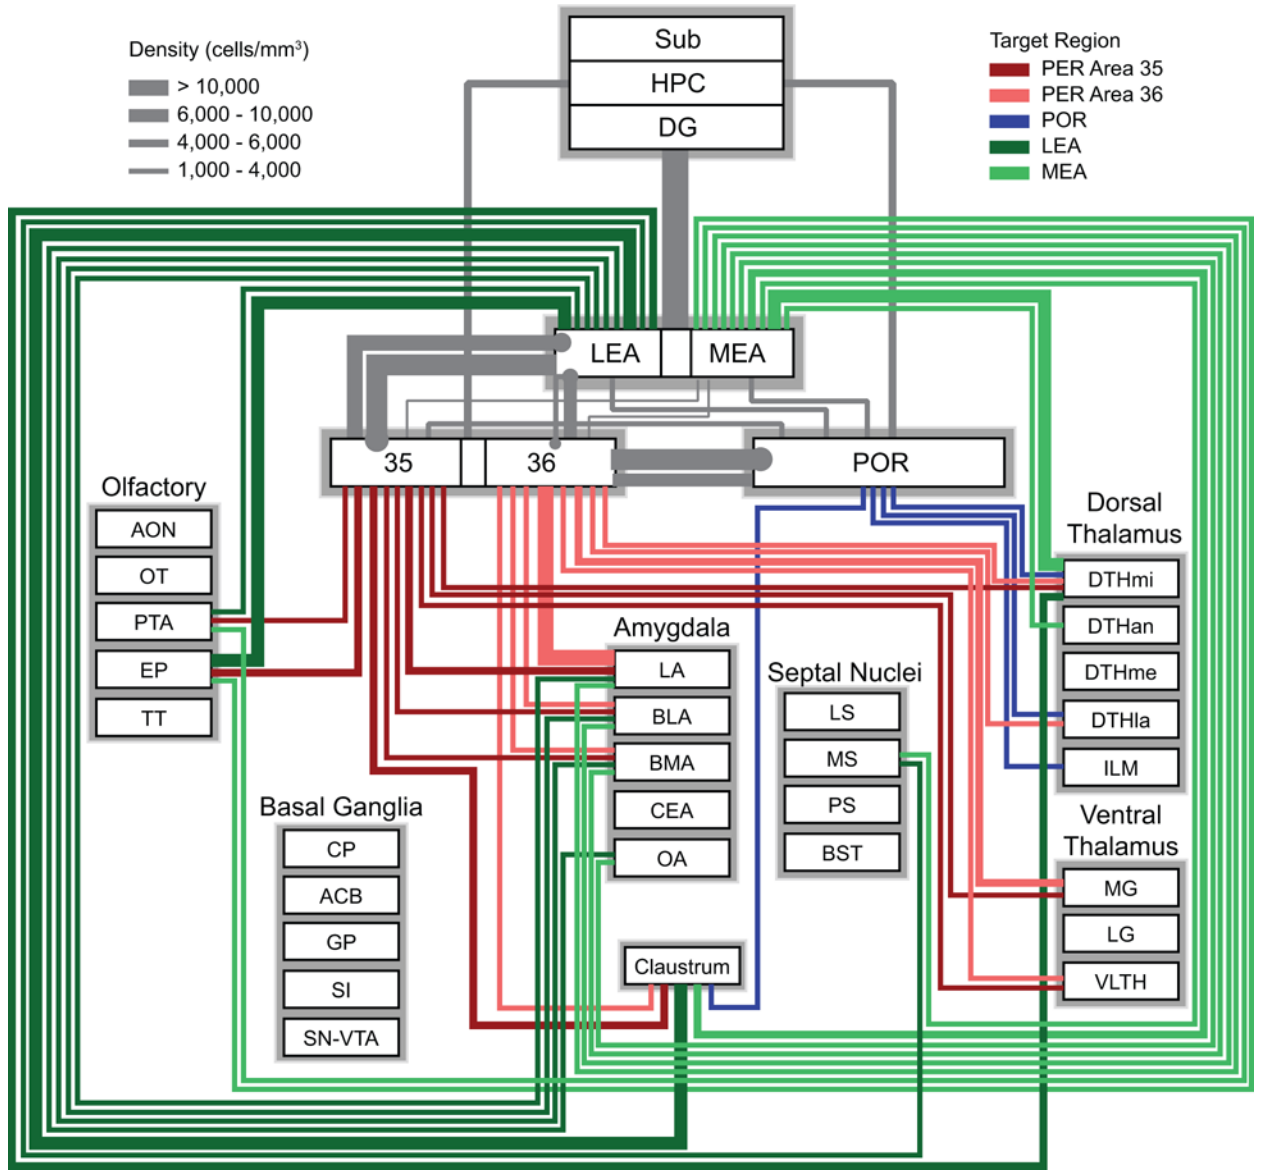 Density (cells/mm³)
> 10,000
6,000 - 10,000
4,000 - 6,000
1,000 - 4,000
Sub
HPC
DG
Target Region
PER Area 35
PER Area 36
POR
LEA
MEA
LEA
MEA
35
36
POR
Olfactory
AON
OT
PTA
EP
TT
Basal Ganglia
CP
ACB
GP
SI
SN-VTA
Amygdala
LA
BLA
BMA
CEA
OA
Claustrum
Septal Nuclei
LS
MS
PS
BST
Dorsal
Thalamus
DTHmi
DTHan
DTHme
DTHla
ILM
Ventral
Thalamus
MG
LG
VLTH